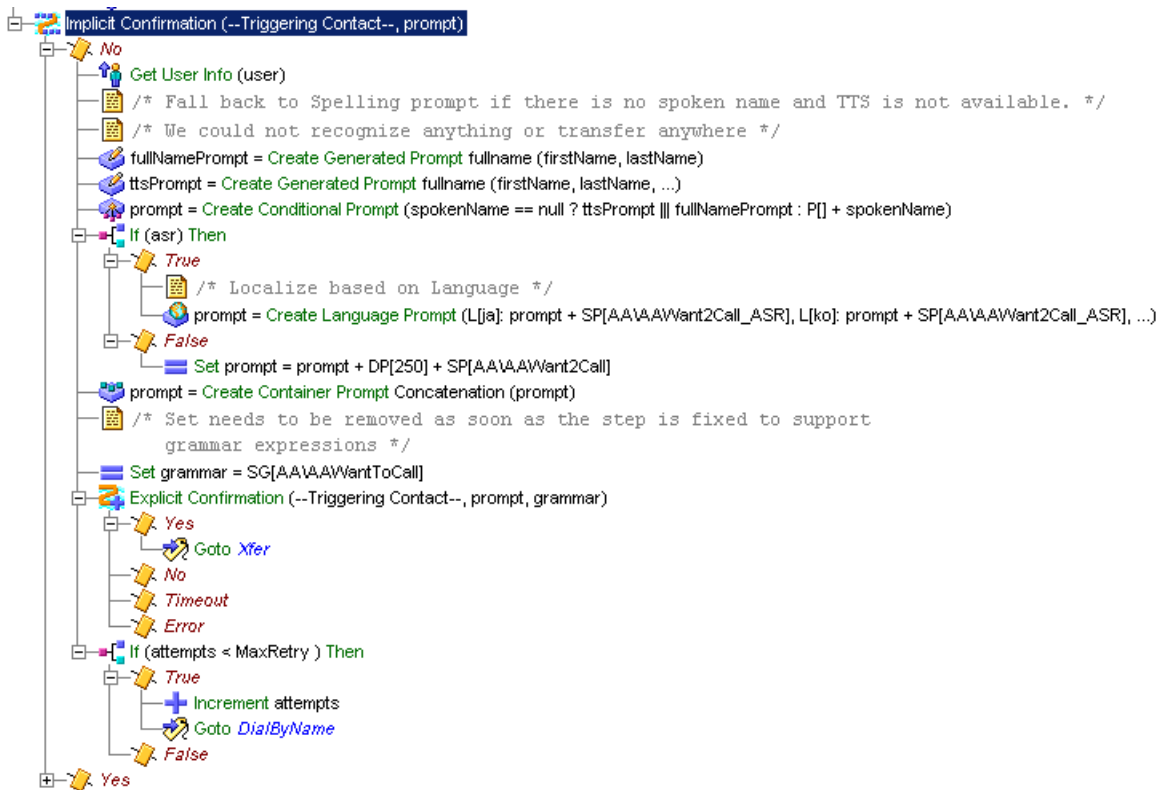 Implicit Confirmation (--Triggering Contact--, prompt)
No
Get User Info (user)
/* Fall back to Spelling prompt if there is no spoken name and TTS is not available. */
/* We could not recognize anything or transfer anywhere */
fullNamePrompt = Create Generated Prompt fullname (firstName, lastName)
ttsPrompt = Create Generated Prompt fullname (firstName, lastName, ...)
prompt = Create Conditional Prompt (spokenName == null ? ttsPrompt ||| fullNamePrompt : P[] + spokenName)
If (asr) Then
True
/* Localize based on Language */
prompt = Create Language Prompt (L[ja]: prompt + SP[AA\AAWant2Call_ASR], L[ko]: prompt + SP[AA\AAWant2Call_ASR], ...)
False
Set prompt = prompt + DP[250] + SP[AA\AAWant2Call]
prompt = Create Container Prompt Concatenation (prompt)
/* Set needs to be removed as soon as the step is fixed to support
grammar expressions */
Set grammar = SG[AA\AAWantToCall]
Explicit Confirmation (--Triggering Contact--, prompt, grammar)
Yes
Goto Xfer
No
Timeout
Error
If (attempts < MaxRetry ) Then
True
Increment attempts
Goto DialByName
False
Yes